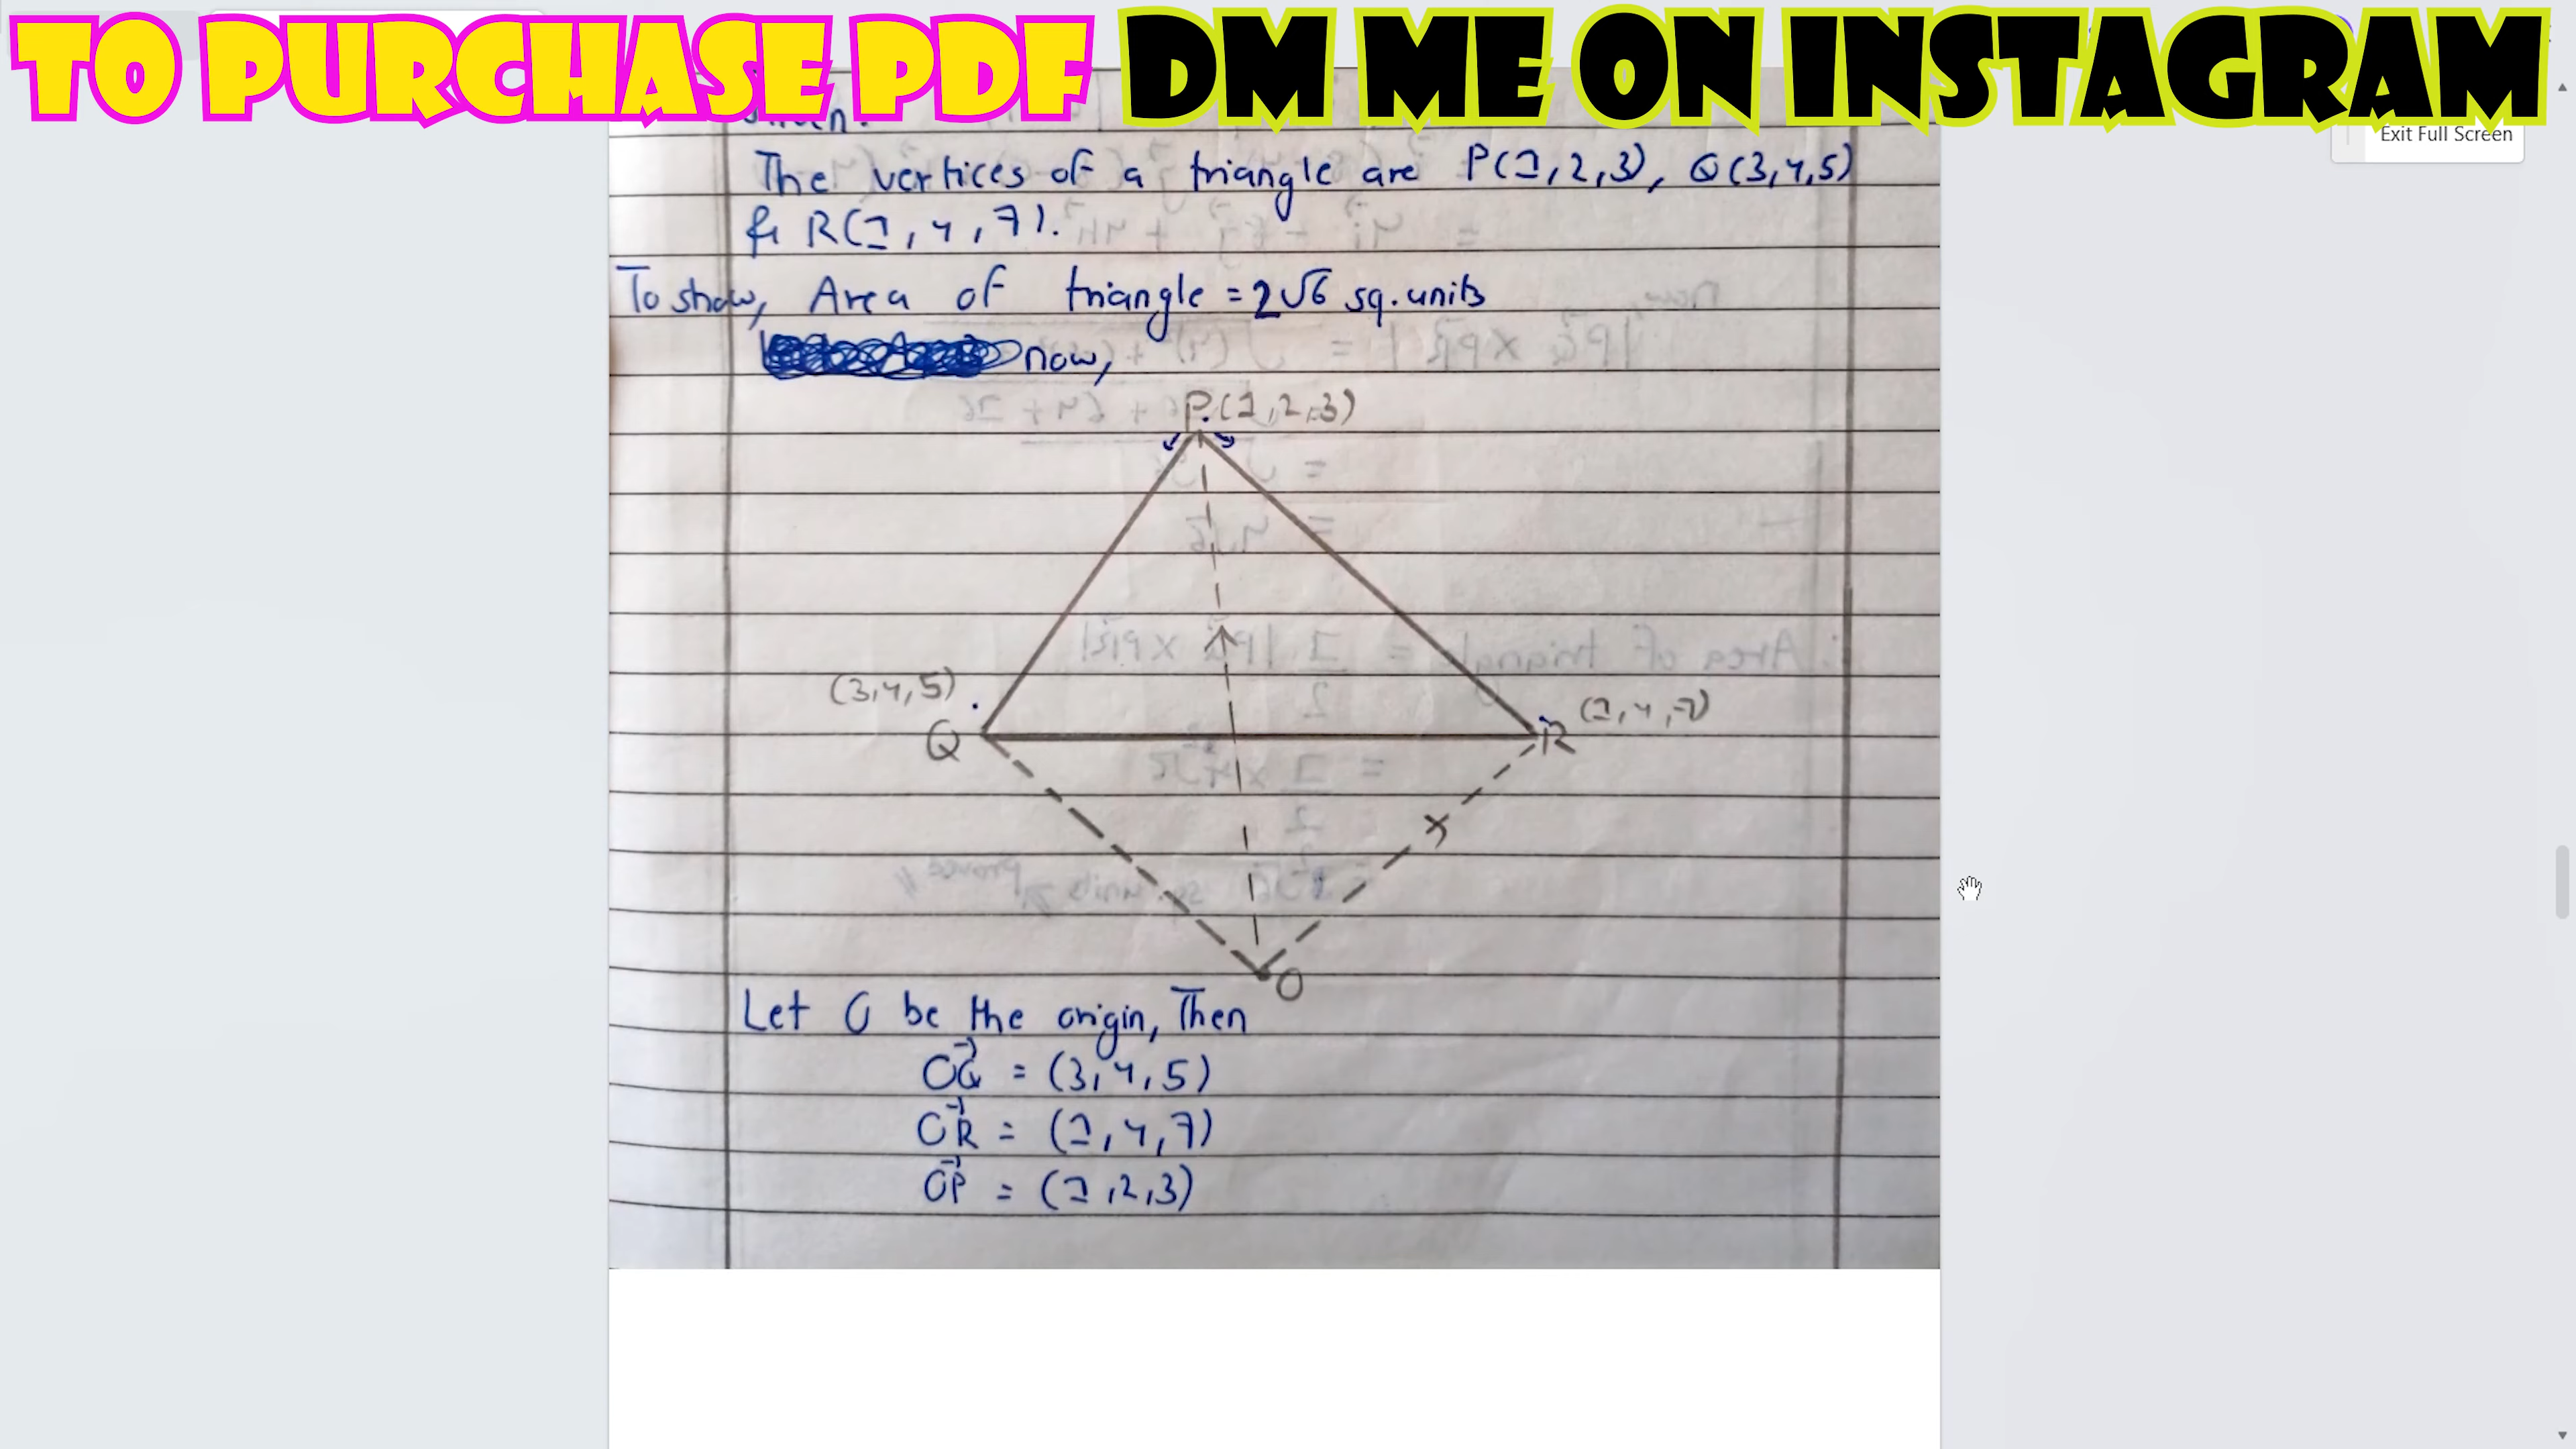 TO PURCHASE PDF DM ME ON INSTAGRAM
Exit Full Screen
The vertices of a triangle are P(1,2,3), Q(3,4,5)
& R(1,4,7).
To show, Area of triangle = 2√6 sq. units
now,
P(1,2,3)
(3,4,5)
Q
R (1,4,7)
O
Let O be the origin, Then
OQ⃗ = (3,4,5)
OR⃗ = (1,4,7)
OP⃗ = (1,2,3)